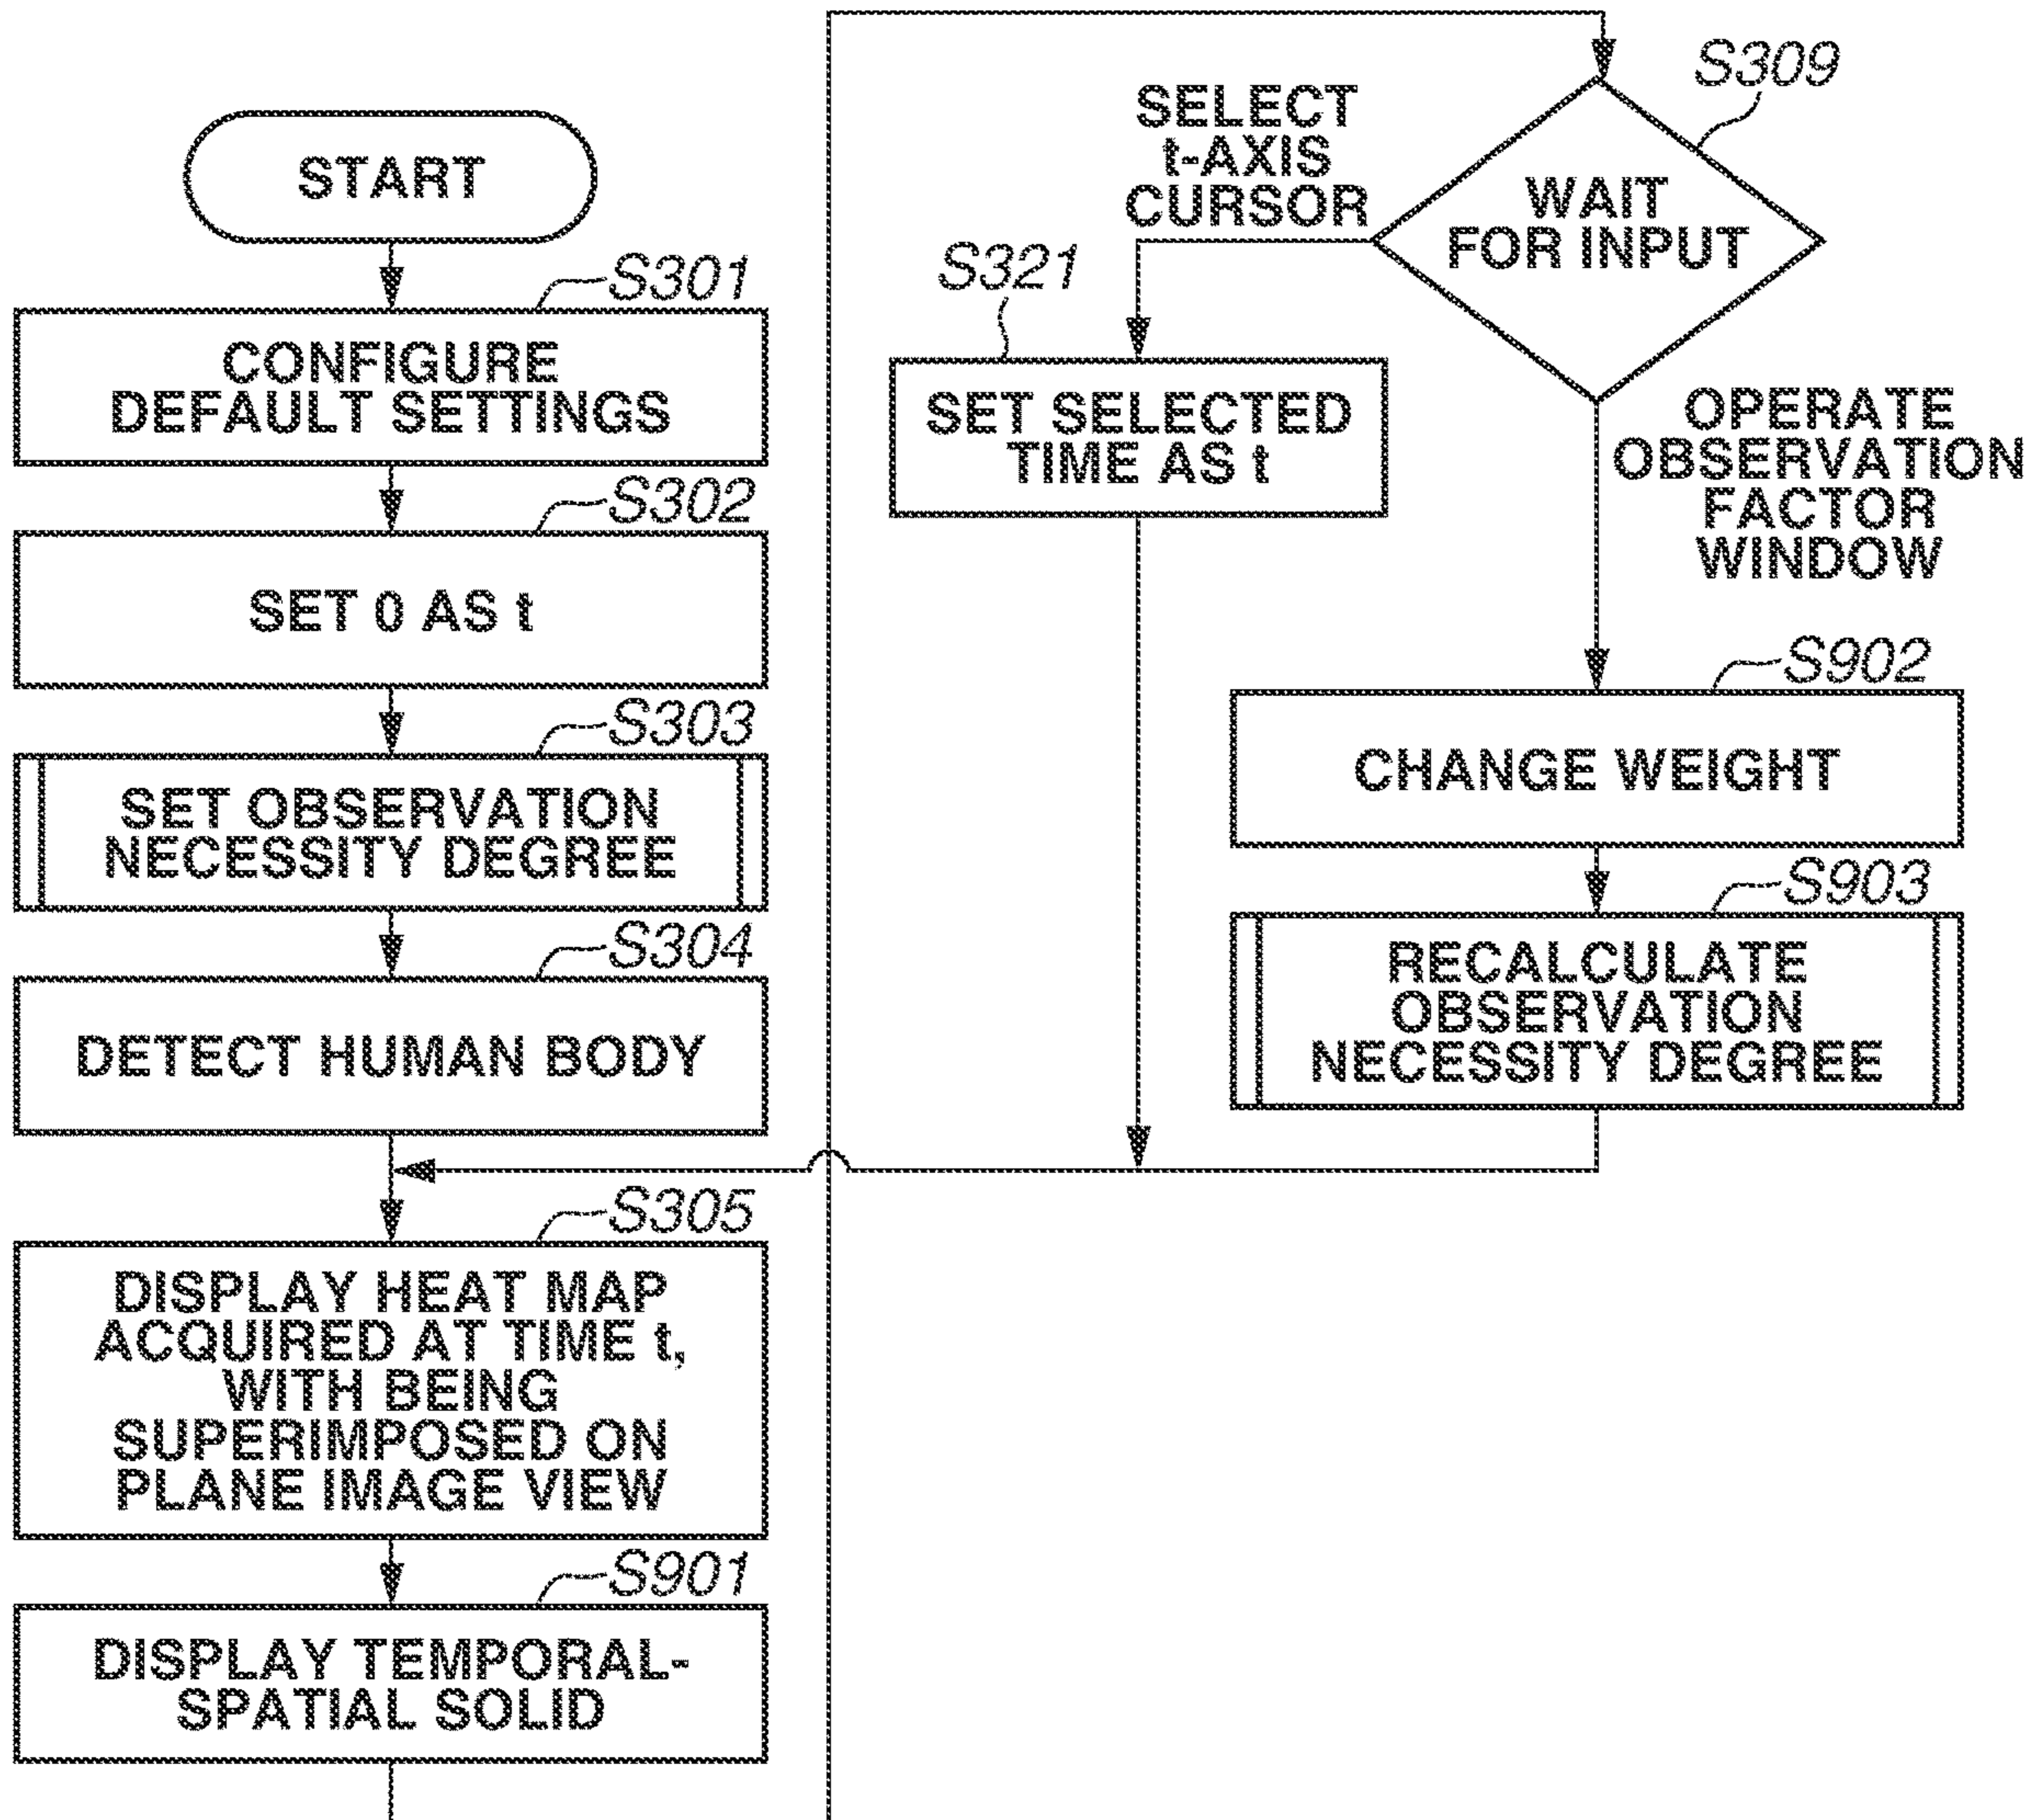 START
S301
CONFIGURE
DEFAULT SETTINGS
S302
SET 0 AS t
S303
SET OBSERVATION
NECESSITY DEGREE
S304
DETECT HUMAN BODY
S305
DISPLAY HEAT MAP
ACQUIRED AT TIME t,
WITH BEING
SUPERIMPOSED ON
PLANE IMAGE VIEW
S901
DISPLAY TEMPORAL-
SPATIAL SOLID
S309
WAIT
FOR INPUT
SELECT
t-AXIS
CURSOR
S321
SET SELECTED
TIME AS t
OPERATE
OBSERVATION
FACTOR
WINDOW
S902
CHANGE WEIGHT
S903
RECALCULATE
OBSERVATION
NECESSITY DEGREE